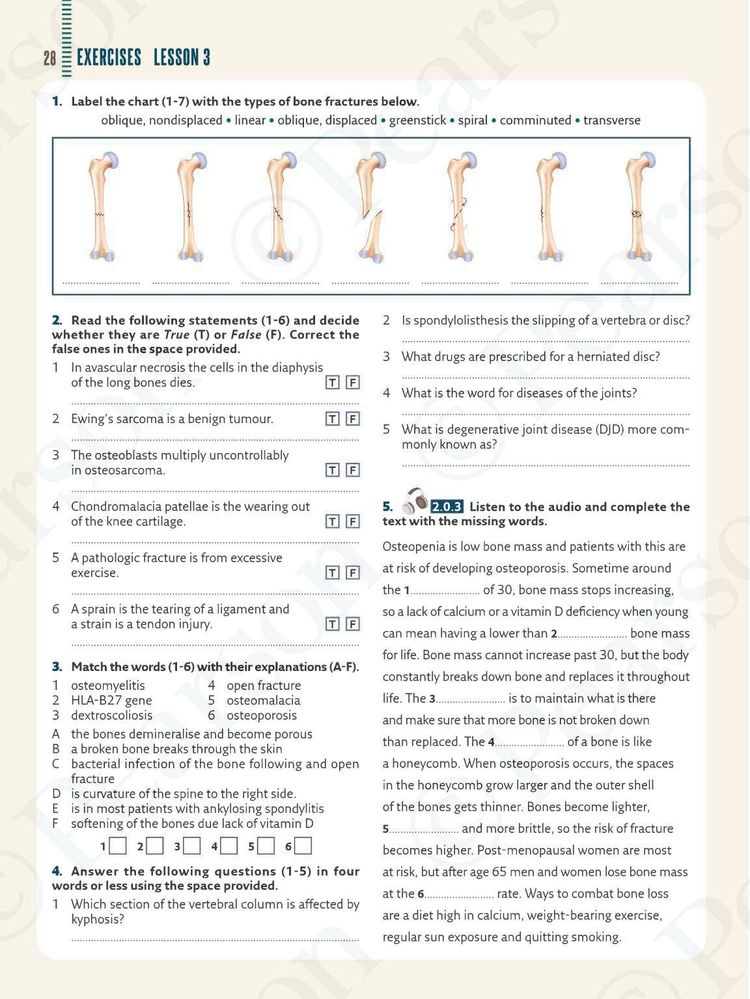 28 EXERCISES LESSON 3
1. Label the chart (1-7) with the types of bone fractures below.
oblique, nondisplaced • linear • oblique, displaced • greenstick • spiral • comminuted • transverse
2. Read the following statements (1-6) and decide
whether they are True (T) or False (F). Correct the
false ones in the space provided.
1 In avascular necrosis the cells in the diaphysis
of the long bones dies. T F
2 Ewing's sarcoma is a benign tumour. T F
3 The osteoblasts multiply uncontrollably
in osteosarcoma. T F
4 Chondromalacia patellae is the wearing out
of the knee cartilage. T F
5 A pathologic fracture is from excessive
exercise. T F
6 A sprain is the tearing of a ligament and
a strain is a tendon injury. T F
3. Match the words (1-6) with their explanations (A-F).
1 osteomyelitis 4 open fracture
2 HLA-B27 gene 5 osteomalacia
3 dextroscoliosis 6 osteoporosis
A the bones demineralise and become porous
B a broken bone breaks through the skin
C bacterial infection of the bone following and open
fracture
D is curvature of the spine to the right side.
E is in most patients with ankylosing spondylitis
F softening of the bones due lack of vitamin D
1 2 3 4 5 6
4. Answer the following questions (1-5) in four
words or less using the space provided.
1 Which section of the vertebral column is affected by
kyphosis?
2 Is spondylolisthesis the slipping of a vertebra or disc?
3 What drugs are prescribed for a herniated disc?
4 What is the word for diseases of the joints?
5 What is degenerative joint disease (DJD) more com-
monly known as?
5. 2.0.3 Listen to the audio and complete the
text with the missing words.
Osteopenia is low bone mass and patients with this are
at risk of developing osteoporosis. Sometime around
the 1......................... of 30, bone mass stops increasing,
so a lack of calcium or a vitamin D deficiency when young
can mean having a lower than 2......................... bone mass
for life. Bone mass cannot increase past 30, but the body
constantly breaks down bone and replaces it throughout
life. The 3......................... is to maintain what is there
and make sure that more bone is not broken down
than replaced. The 4......................... of a bone is like
a honeycomb. When osteoporosis occurs, the spaces
in the honeycomb grow larger and the outer shell
of the bones gets thinner. Bones become lighter,
5......................... and more brittle, so the risk of fracture
becomes higher. Post-menopausal women are most
at risk, but after age 65 men and women lose bone mass
at the 6......................... rate. Ways to combat bone loss
are a diet high in calcium, weight-bearing exercise,
regular sun exposure and quitting smoking.
© Pearson